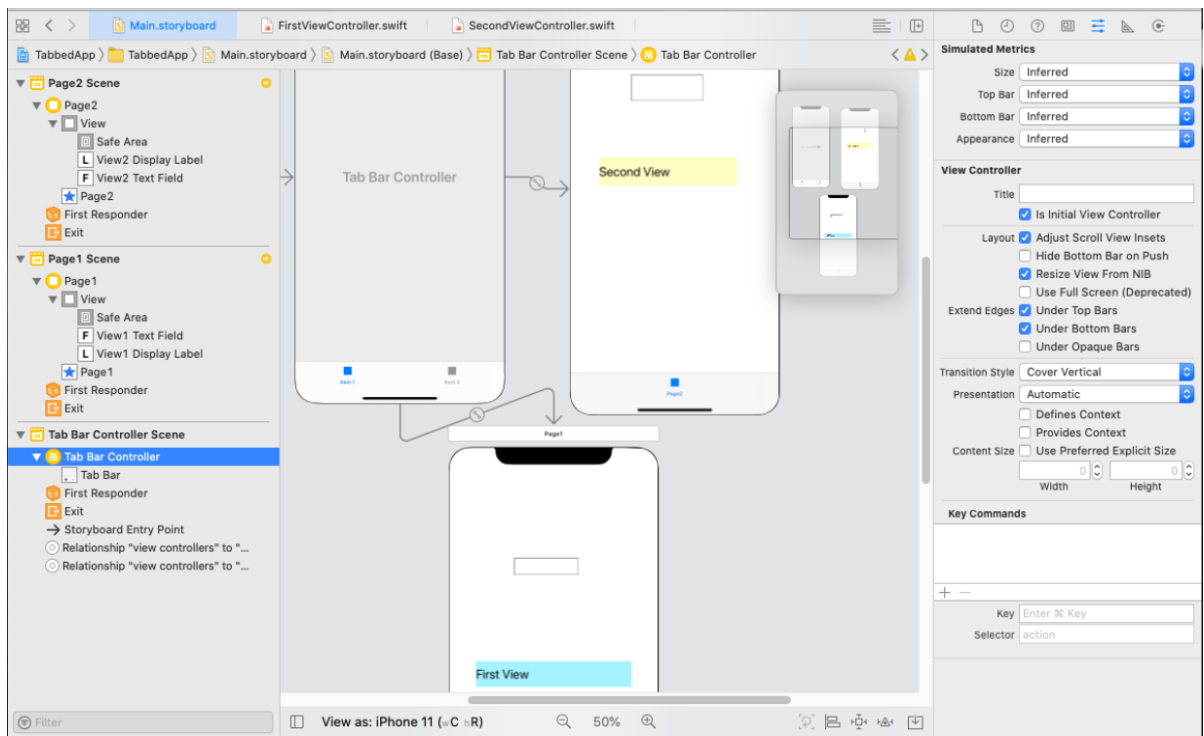 Main.storyboard
FirstViewController.swift
SecondViewController.swift
TabbedApp
TabbedApp
Main.storyboard
Main.storyboard (Base)
Tab Bar Controller Scene
Tab Bar Controller
Page2 Scene
Page2
View
Safe Area
L View2 Display Label
F View2 Text Field
Page2
First Responder
Exit
Page1 Scene
Page1
View
Safe Area
F View1 Text Field
L View1 Display Label
Page1
First Responder
Exit
Tab Bar Controller Scene
Tab Bar Controller
Tab Bar
First Responder
Exit
Storyboard Entry Point
Relationship "view controllers" to "...
Relationship "view controllers" to "...
Filter
Tab Bar Controller
Item 1
Item 2
Second View
Page2
Page1
First View
View as: iPhone 11 (wC hR)
50%
Simulated Metrics
Size Inferred
Top Bar Inferred
Bottom Bar Inferred
Appearance Inferred
View Controller
Title
Is Initial View Controller
Layout Adjust Scroll View Insets
Hide Bottom Bar on Push
Resize View From NIB
Use Full Screen (Deprecated)
Extend Edges Under Top Bars
Under Bottom Bars
Under Opaque Bars
Transition Style Cover Vertical
Presentation Automatic
Defines Context
Provides Context
Content Size Use Preferred Explicit Size
0 0
Width Height
Key Commands
Key Enter ⌘ Key
Selector action